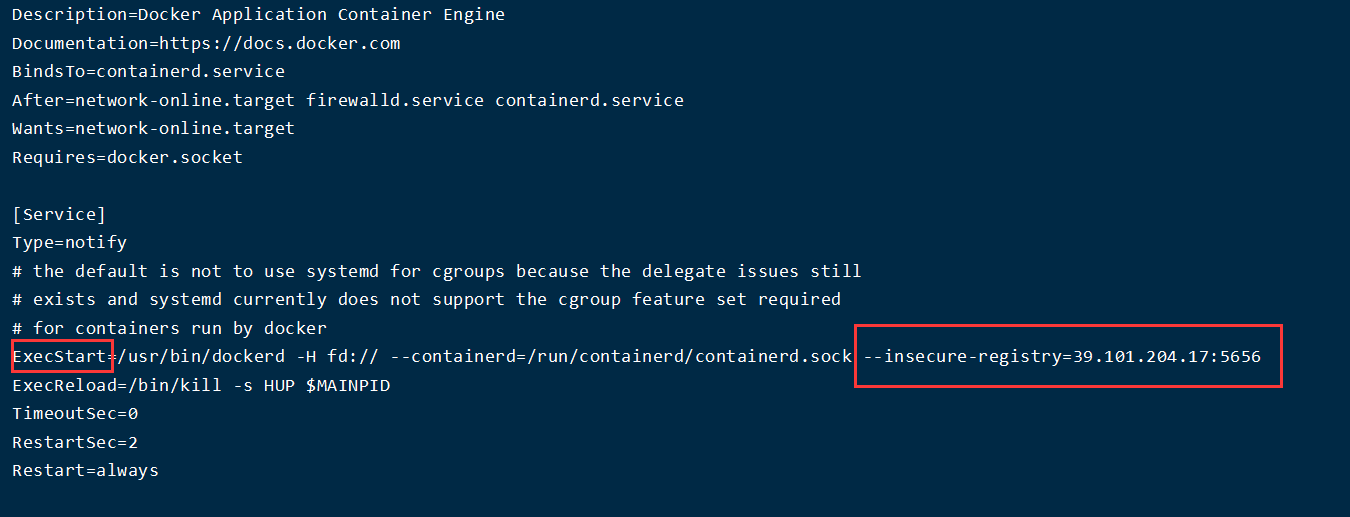 Description=Docker Application Container Engine
Documentation=https://docs.docker.com
BindsTo=containerd.service
After=network-online.target firewalld.service containerd.service
Wants=network-online.target
Requires=docker.socket
[Service]
Type=notify
# the default is not to use systemd for cgroups because the delegate issues still
# exists and systemd currently does not support the cgroup feature set required
# for containers run by docker
ExecStart=/usr/bin/dockerd -H fd:// --containerd=/run/containerd/containerd.sock --insecure-registry=39.101.204.17:5656
ExecReload=/bin/kill -s HUP $MAINPID
TimeoutSec=0
RestartSec=2
Restart=always